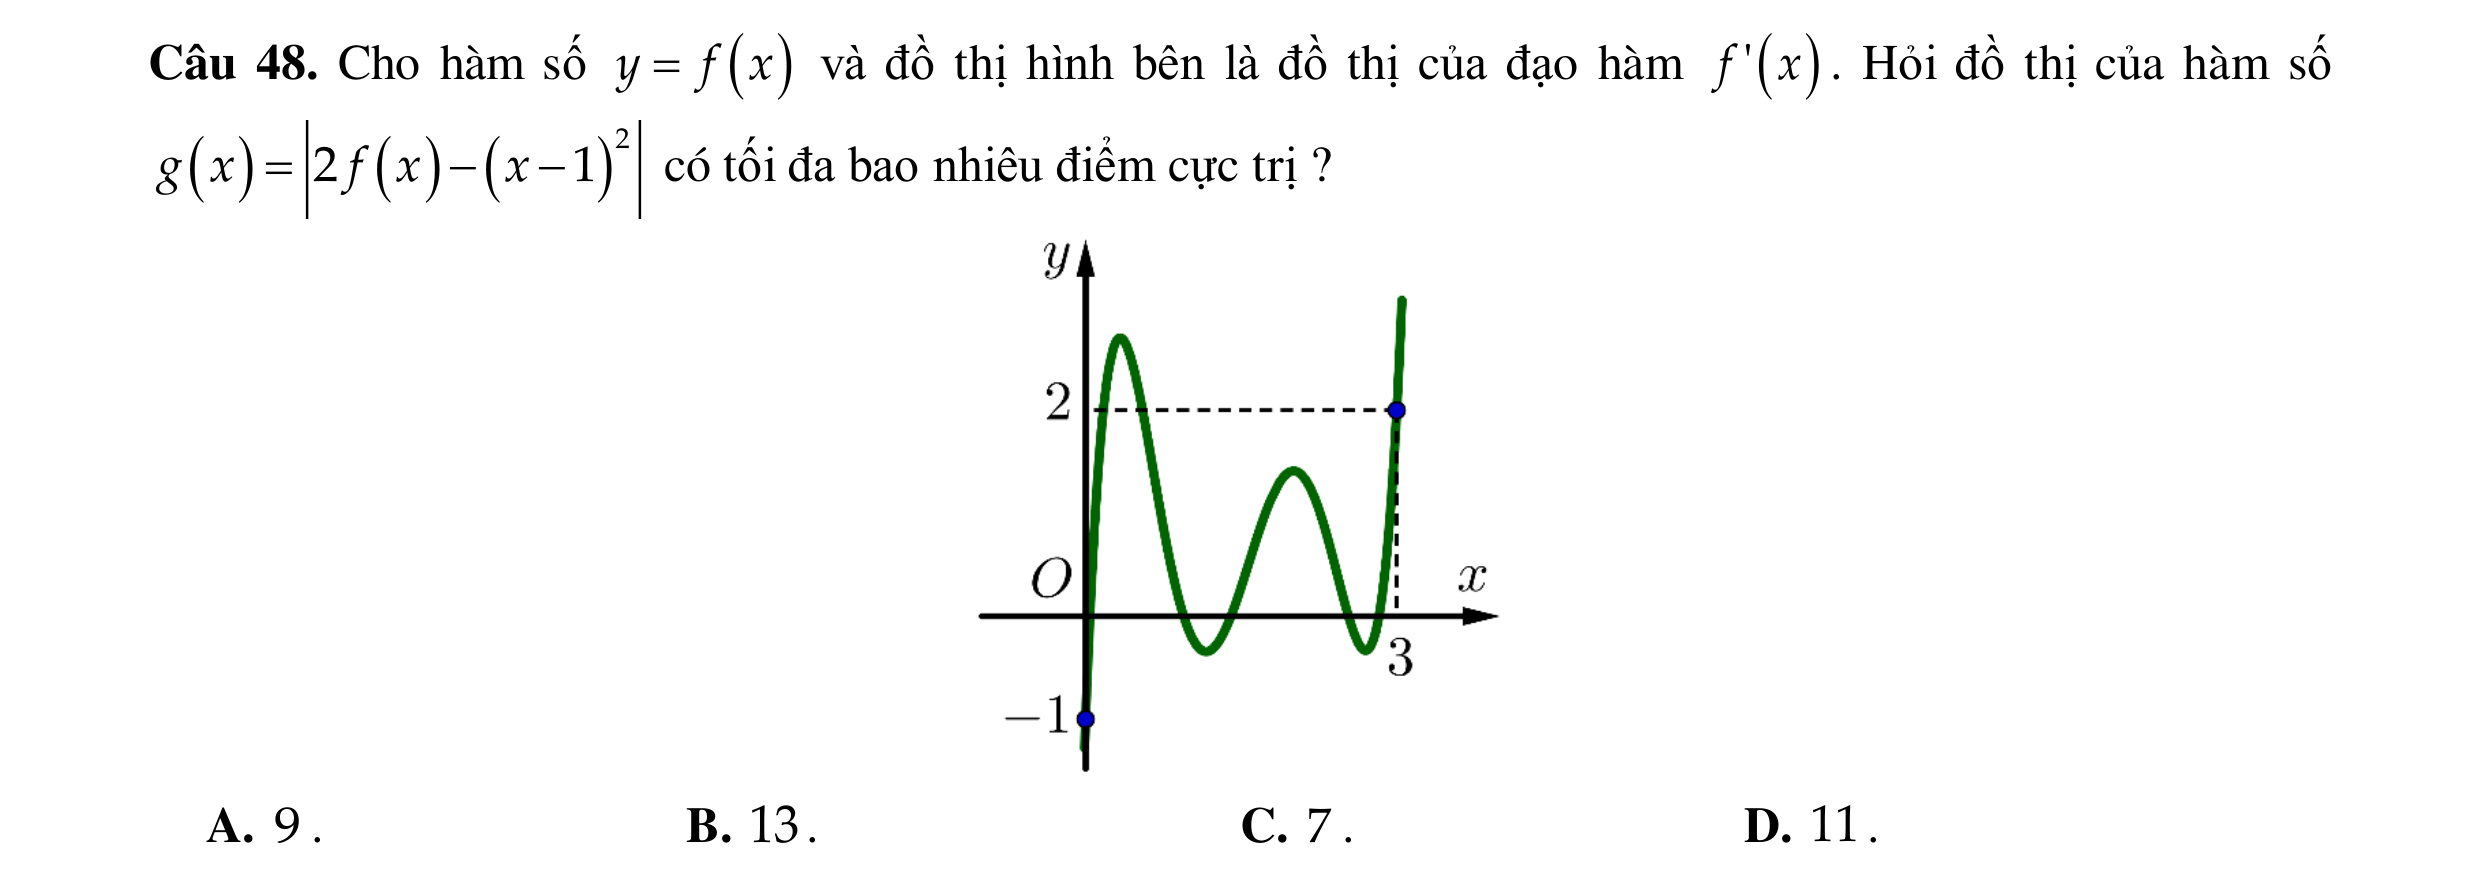 Câu 48. Cho hàm số y = f(x) và đồ thị hình bên là đồ thị của đạo hàm f'(x). Hỏi đồ thị của hàm số
g(x) = |2f(x) − (x − 1)²| có tối đa bao nhiêu điểm cực trị ?
y
2
O
x
3
−1
A. 9. B. 13. C. 7. D. 11.